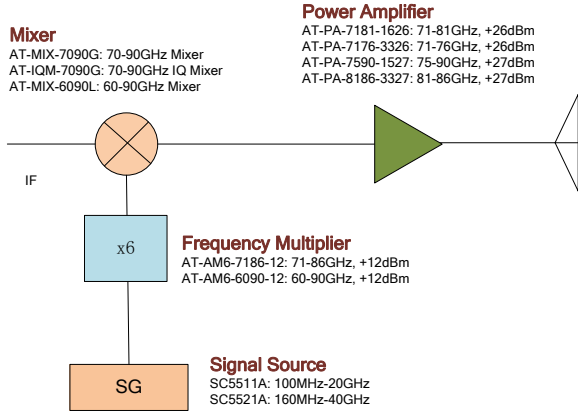 Power Amplifier
AT-PA-7181-1626: 71-81GHz, +26dBm
AT-PA-7176-3326: 71-76GHz, +26dBm
AT-PA-7590-1527: 75-90GHz, +27dBm
AT-PA-8186-3327: 81-86GHz, +27dBm
Mixer
AT-MIX-7090G: 70-90GHz Mixer
AT-IQM-7090G: 70-90GHz IQ Mixer
AT-MIX-6090L: 60-90GHz Mixer
IF
x6
Frequency Multiplier
AT-AM6-7186-12: 71-86GHz, +12dBm
AT-AM6-6090-12: 60-90GHz, +12dBm
SG
Signal Source
SC5511A: 100MHz-20GHz
SC5521A: 160MHz-40GHz